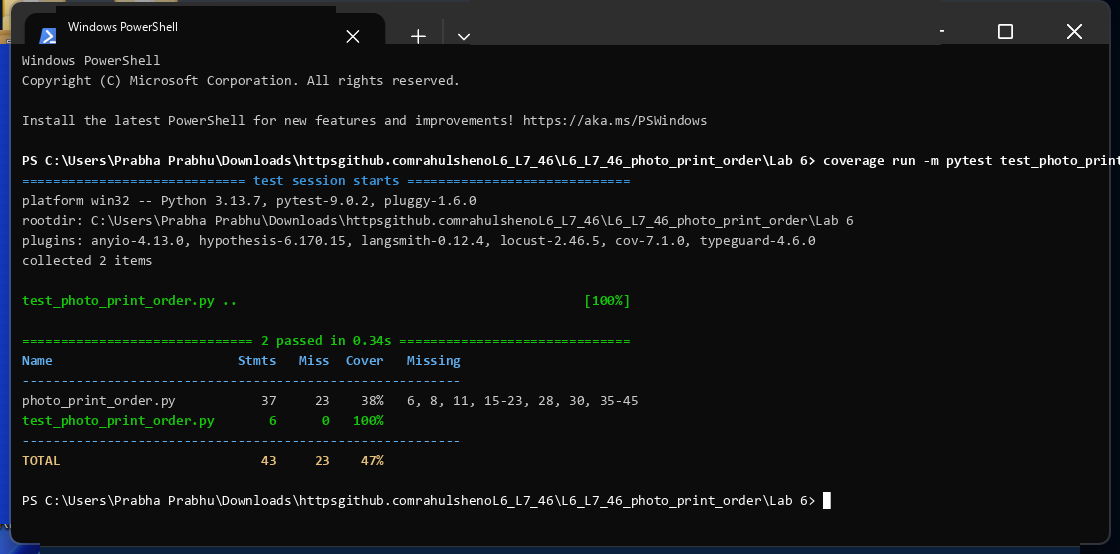 Windows PowerShell
Windows PowerShell
Copyright (C) Microsoft Corporation. All rights reserved.
Install the latest PowerShell for new features and improvements! https://aka.ms/PSWindows
PS C:\Users\Prabha Prabhu\Downloads\httpsgithub.comrahulshenoL6_L7_46\L6_L7_46_photo_print_order\Lab 6> coverage run -m pytest test_photo_print
============================= test session starts =============================
platform win32 -- Python 3.13.7, pytest-9.0.2, pluggy-1.6.0
rootdir: C:\Users\Prabha Prabhu\Downloads\httpsgithub.comrahulshenoL6_L7_46\L6_L7_46_photo_print_order\Lab 6
plugins: anyio-4.13.0, hypothesis-6.170.15, langsmith-0.12.4, locust-2.46.5, cov-7.1.0, typeguard-4.6.0
collected 2 items
test_photo_print_order.py .. [100%]
============================== 2 passed in 0.34s ==============================
Name Stmts Miss Cover Missing
---------------------------------------------------------
photo_print_order.py 37 23 38% 6, 8, 11, 15-23, 28, 30, 35-45
test_photo_print_order.py 6 0 100%
---------------------------------------------------------
TOTAL 43 23 47%
PS C:\Users\Prabha Prabhu\Downloads\httpsgithub.comrahulshenoL6_L7_46\L6_L7_46_photo_print_order\Lab 6>